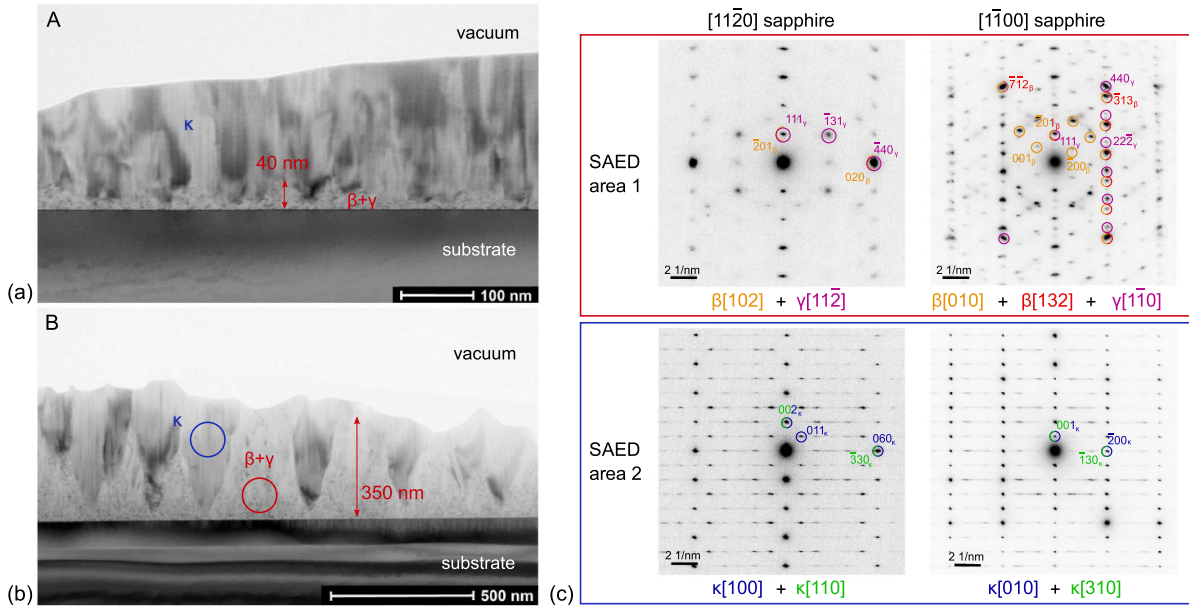 A
vacuum
κ
40 nm
β+γ
substrate
(a)
100 nm
B
vacuum
κ
β+γ
350 nm
substrate
(b)
500 nm
(c)
[112̅0] sapphire
[11̅00] sapphire
SAED
area 1
111γ
1̅31γ
2̅01β
4̅40γ
020β
2 1/nm
β[102] + γ[112̅]
7̅1̅2β
440γ
3̅13β
2̅01β
111γ
222̅γ
001β
2̅00β
2 1/nm
β[010] + β[132] + γ[11̅0]
SAED
area 2
002κ
011κ
060κ
3̅30κ
2 1/nm
κ[100] + κ[110]
001κ
2̅00κ
1̅30κ
2 1/nm
κ[010] + κ[310]